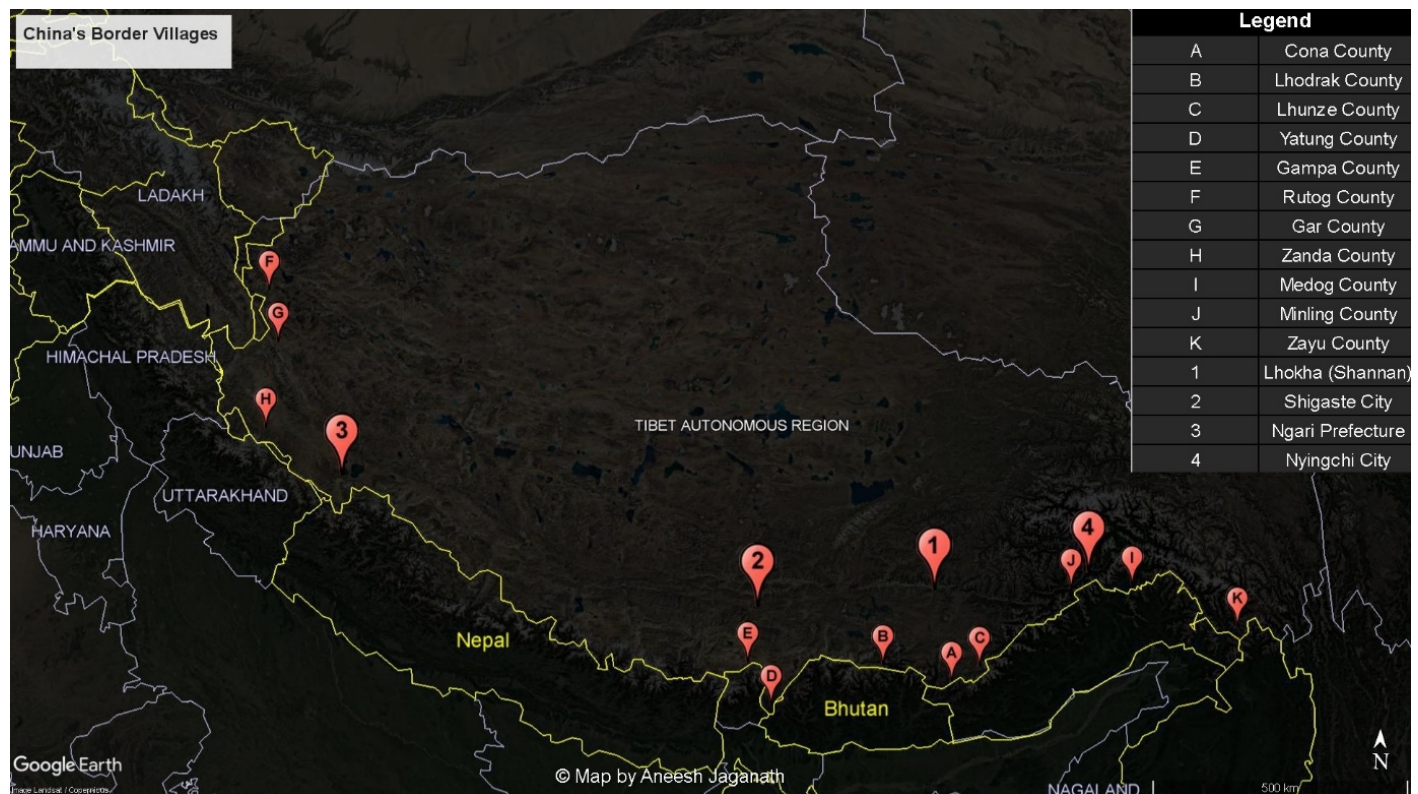 China's Border Villages
Legend
A Cona County
B Lhodrak County
C Lhunze County
D Yatung County
E Gampa County
F Rutog County
G Gar County
H Zanda County
I Medog County
J Minling County
K Zayu County
1 Lhokha (Shannan)
2 Shigaste City
3 Ngari Prefecture
4 Nyingchi City
LADAKH
AMMU AND KASHMIR
F
G
HIMACHAL PRADESH
H
3
TIBET AUTONOMOUS REGION
UNJAB
UTTARAKHAND
HARYANA
4
1
2
J
I
K
Nepal
E
B
C
A
D
Bhutan
N
Google Earth
© Map by Aneesh Jaganath
Image Landsat / Copernicus
NAGALAND
500 km